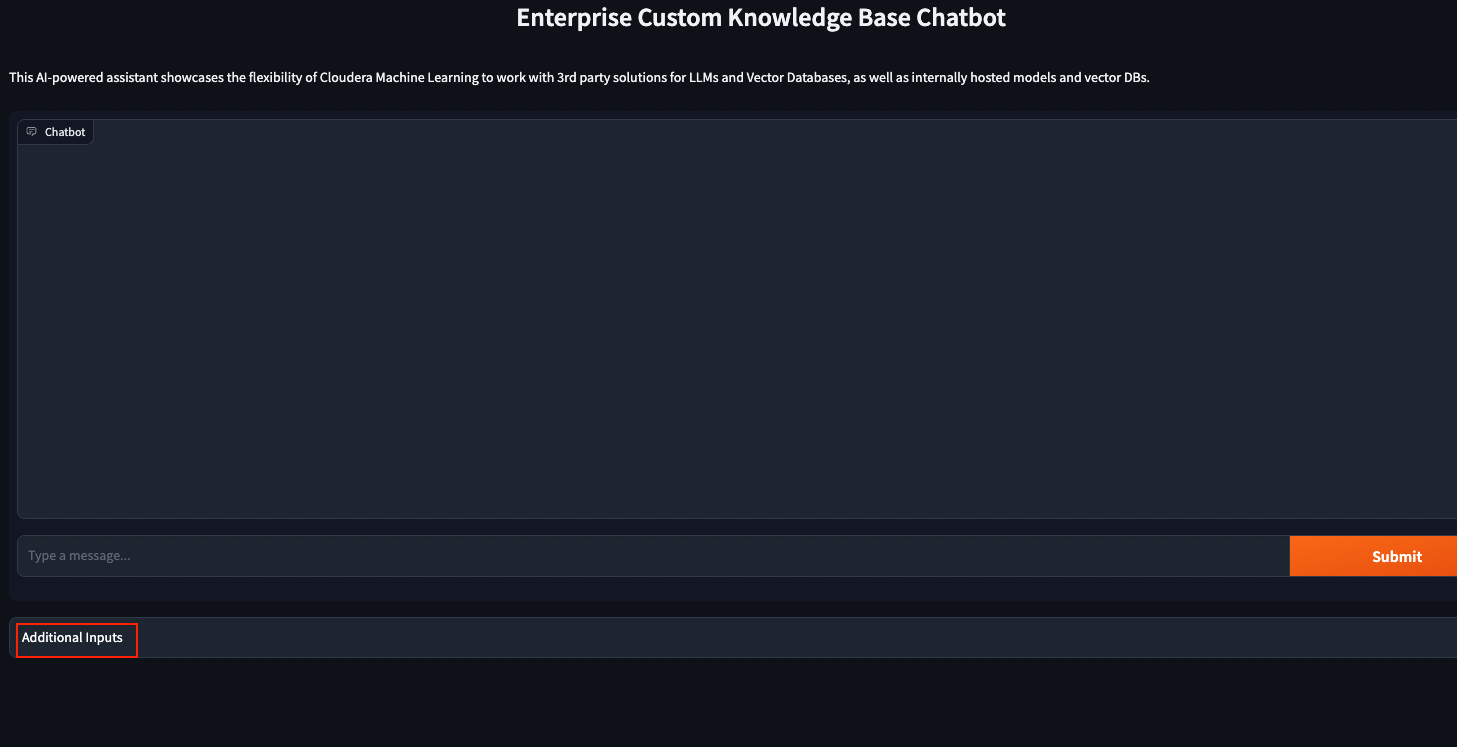 Enterprise Custom Knowledge Base Chatbot
This AI-powered assistant showcases the flexibility of Cloudera Machine Learning to work with 3rd party solutions for LLMs and Vector Databases, as well as internally hosted models and vector DBs.
Chatbot
Type a message...
Submit
Additional Inputs